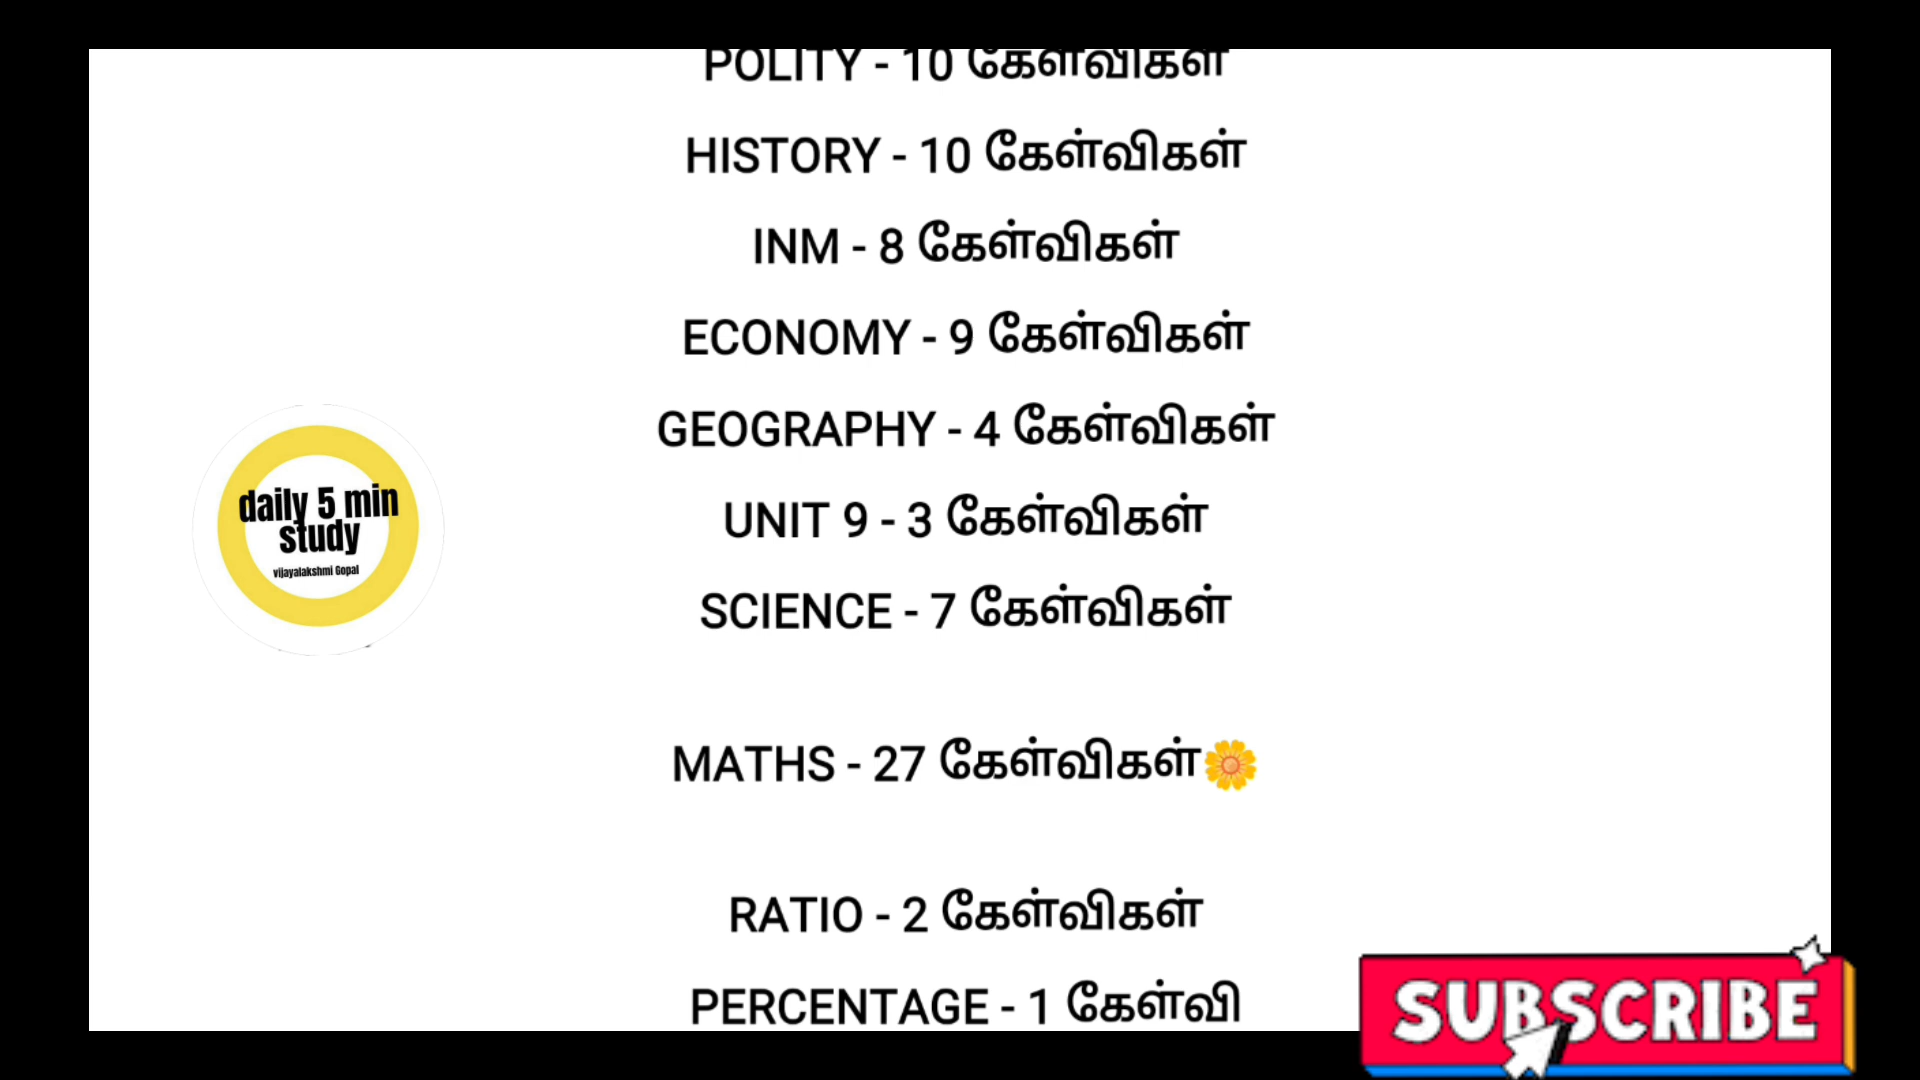 POLITY - 10 கேள்விகள்
HISTORY - 10 கேள்விகள்
INM - 8 கேள்விகள்
ECONOMY - 9 கேள்விகள்
GEOGRAPHY - 4 கேள்விகள்
UNIT 9 - 3 கேள்விகள்
daily 5 min
study
vijayalakshmi Gopal
SCIENCE - 7 கேள்விகள்
MATHS - 27 கேள்விகள்🌼
RATIO - 2 கேள்விகள்
PERCENTAGE - 1 கேள்வி
SUBSCRIBE